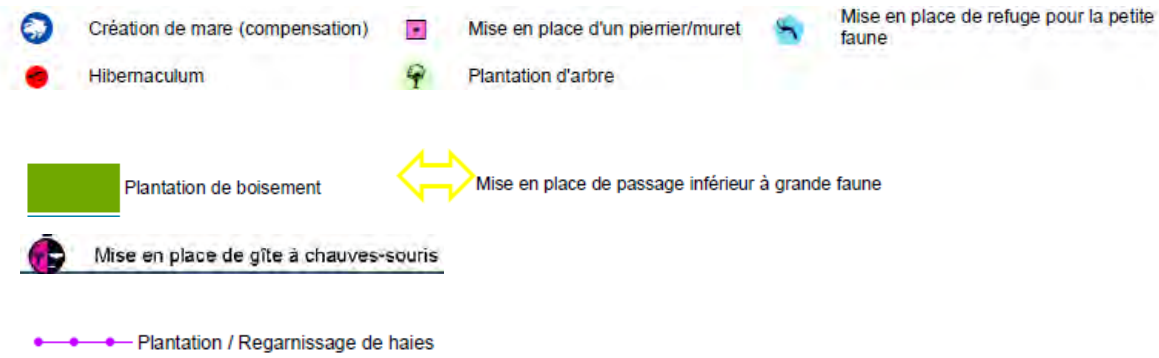 Création de mare (compensation)
Mise en place d'un pierrier/muret
Mise en place de refuge pour la petite
faune
Hibernaculum
Plantation d'arbre
Plantation de boisement
Mise en place de passage inférieur à grande faune
Mise en place de gîte à chauves-souris
Plantation / Regarnissage de haies